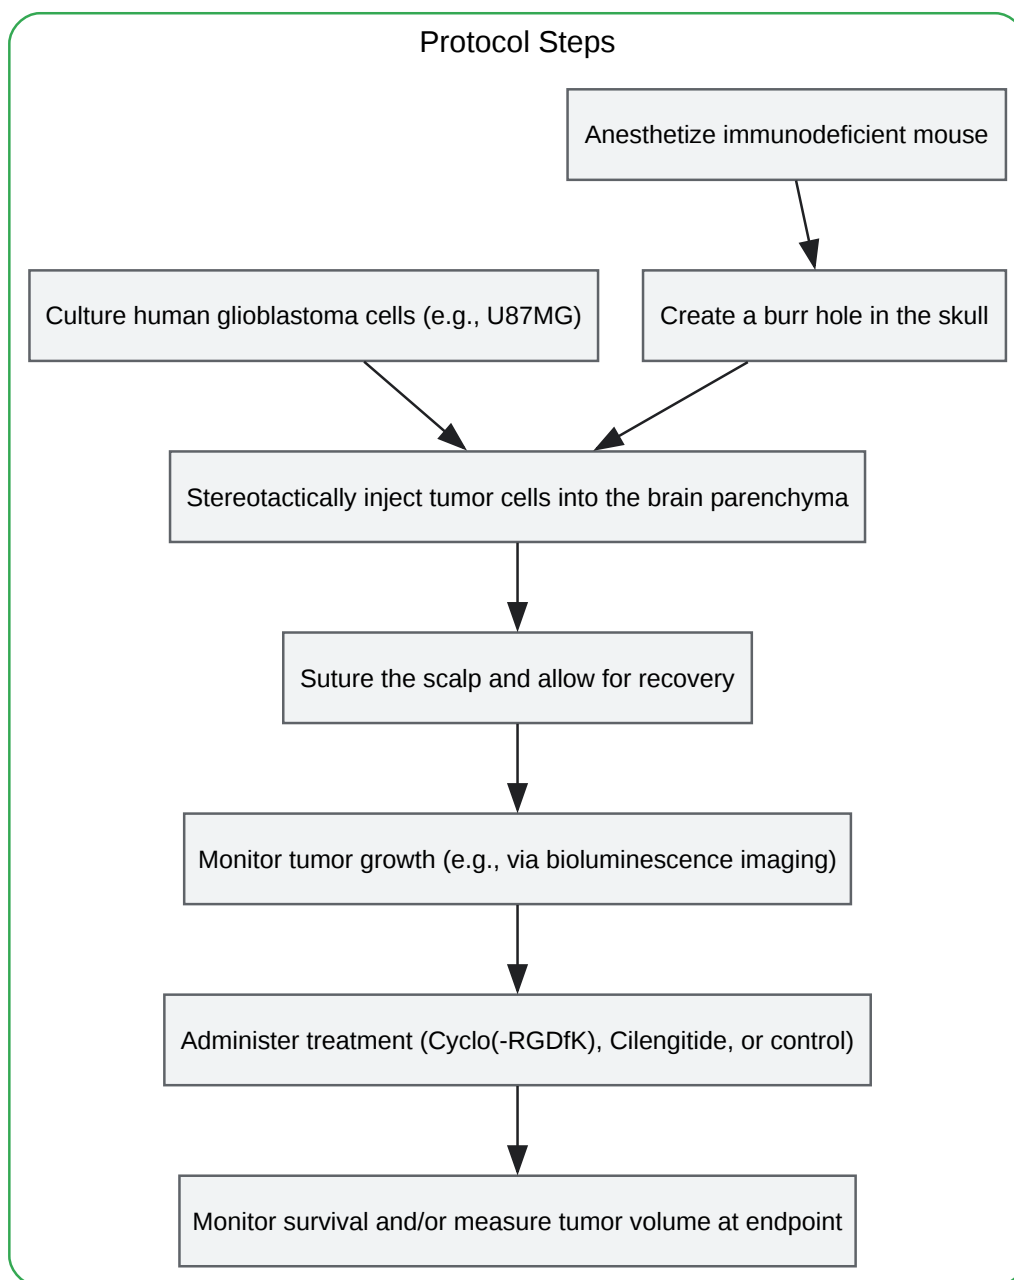 Protocol Steps
Anesthetize immunodeficient mouse
Culture human glioblastoma cells (e.g., U87MG)
Create a burr hole in the skull
Stereotactically inject tumor cells into the brain parenchyma
Suture the scalp and allow for recovery
Monitor tumor growth (e.g., via bioluminescence imaging)
Administer treatment (Cyclo(-RGDfK), Cilengitide, or control)
Monitor survival and/or measure tumor volume at endpoint